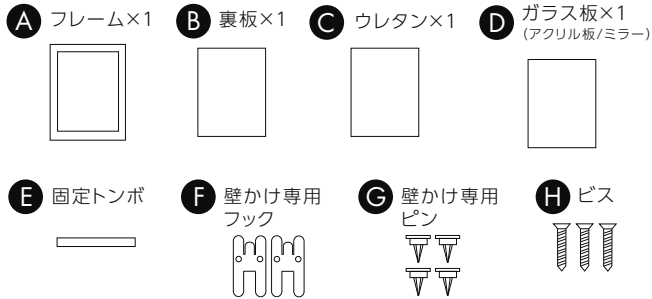 A フレーム×1
B 裏板×1
C ウレタン×1
D ガラス板×1
(アクリル板/ミラー)
E 固定トンボ
F 壁かけ専用
フック
G 壁かけ専用
ピン
H ビス